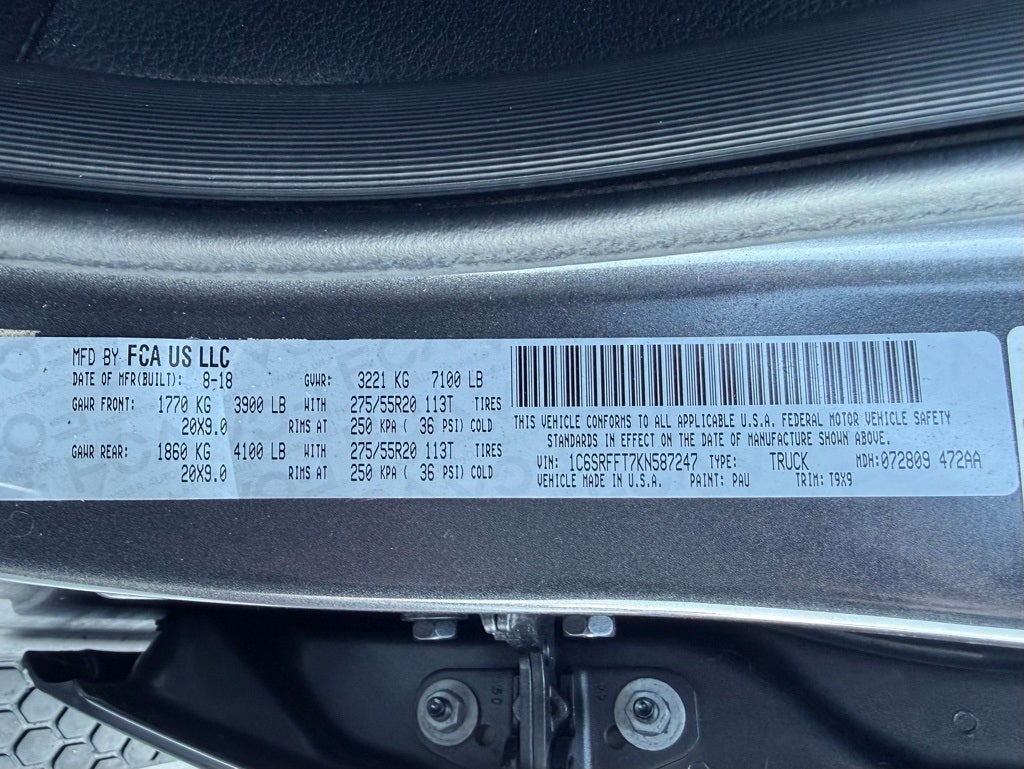 MFD BY FCA US LLC
DATE OF MFR(BUILT): 8-18 GVWR: 3221 KG 7100 LB
GAWR FRONT: 1770 KG 3900 LB WITH 275/55R20 113T TIRES
20X9.0 RIMS AT 250 KPA ( 36 PSI) COLD
GAWR REAR: 1860 KG 4100 LB WITH 275/55R20 113T TIRES
20X9.0 RIMS AT 250 KPA ( 36 PSI) COLD
THIS VEHICLE CONFORMS TO ALL APPLICABLE U.S.A. FEDERAL MOTOR VEHICLE SAFETY
STANDARDS IN EFFECT ON THE DATE OF MANUFACTURE SHOWN ABOVE.
VIN: 1C6SRFFT7KN587247 TYPE: TRUCK MDH: 072809 472AA
VEHICLE MADE IN U.S.A. PAINT: PAU TRIM: T9X9